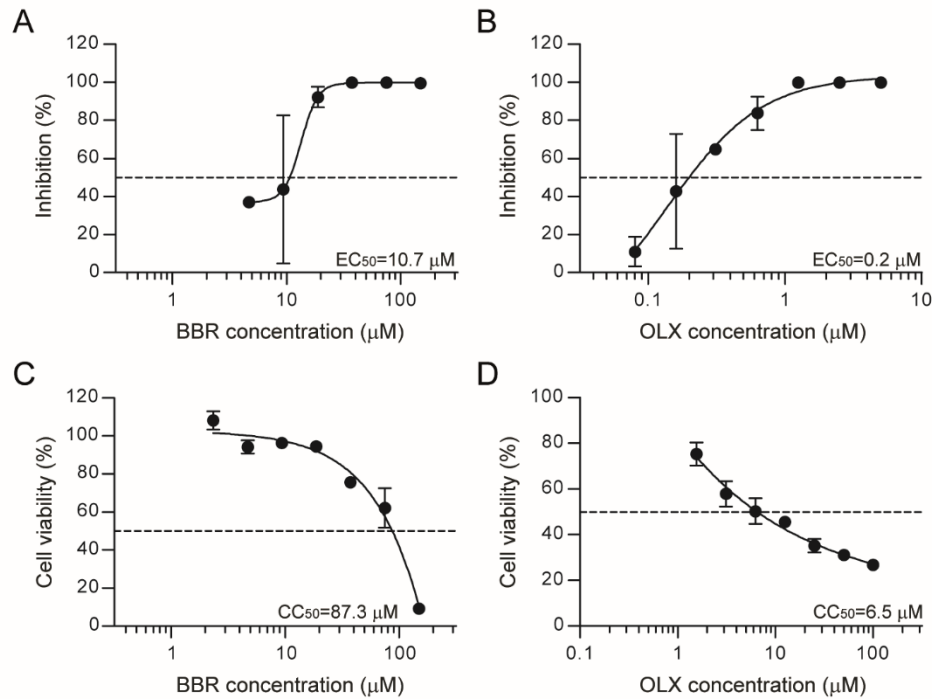 A
Inhibition (%)
120
100
80
60
40
20
0
EC50=10.7 μM
1 10 100
BBR concentration (μM)
B
Inhibition (%)
120
100
80
60
40
20
0
EC50=0.2 μM
0.1 1 10
OLX concentration (μM)
C
Cell viability (%)
120
100
80
60
40
20
0
CC50=87.3 μM
1 10 100
BBR concentration (μM)
D
Cell viability (%)
100
80
60
40
20
0
CC50=6.5 μM
0.1 1 10 100
OLX concentration (μM)